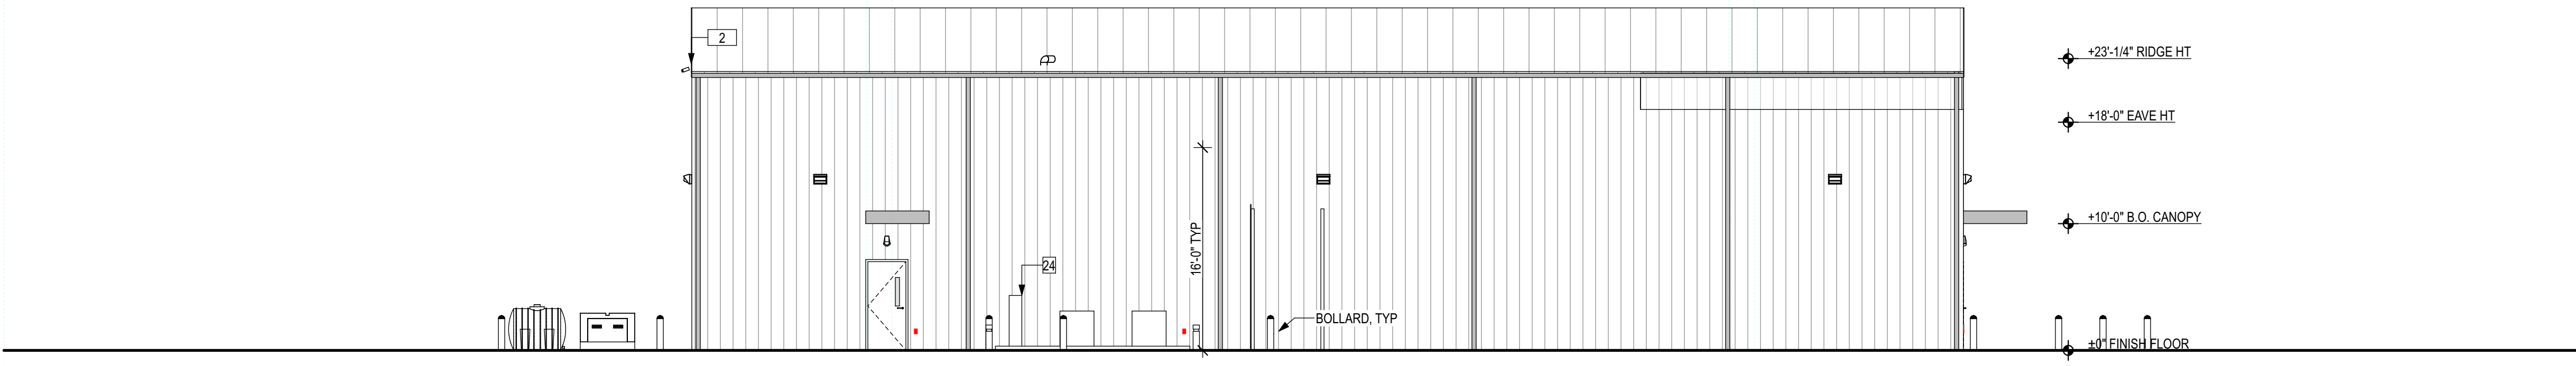 2
+23'-1/4" RIDGE HT
+18'-0" EAVE HT
+10'-0" B.O. CANOPY
16'-0" TYP
24
BOLLARD, TYP
±0" FINISH FLOOR